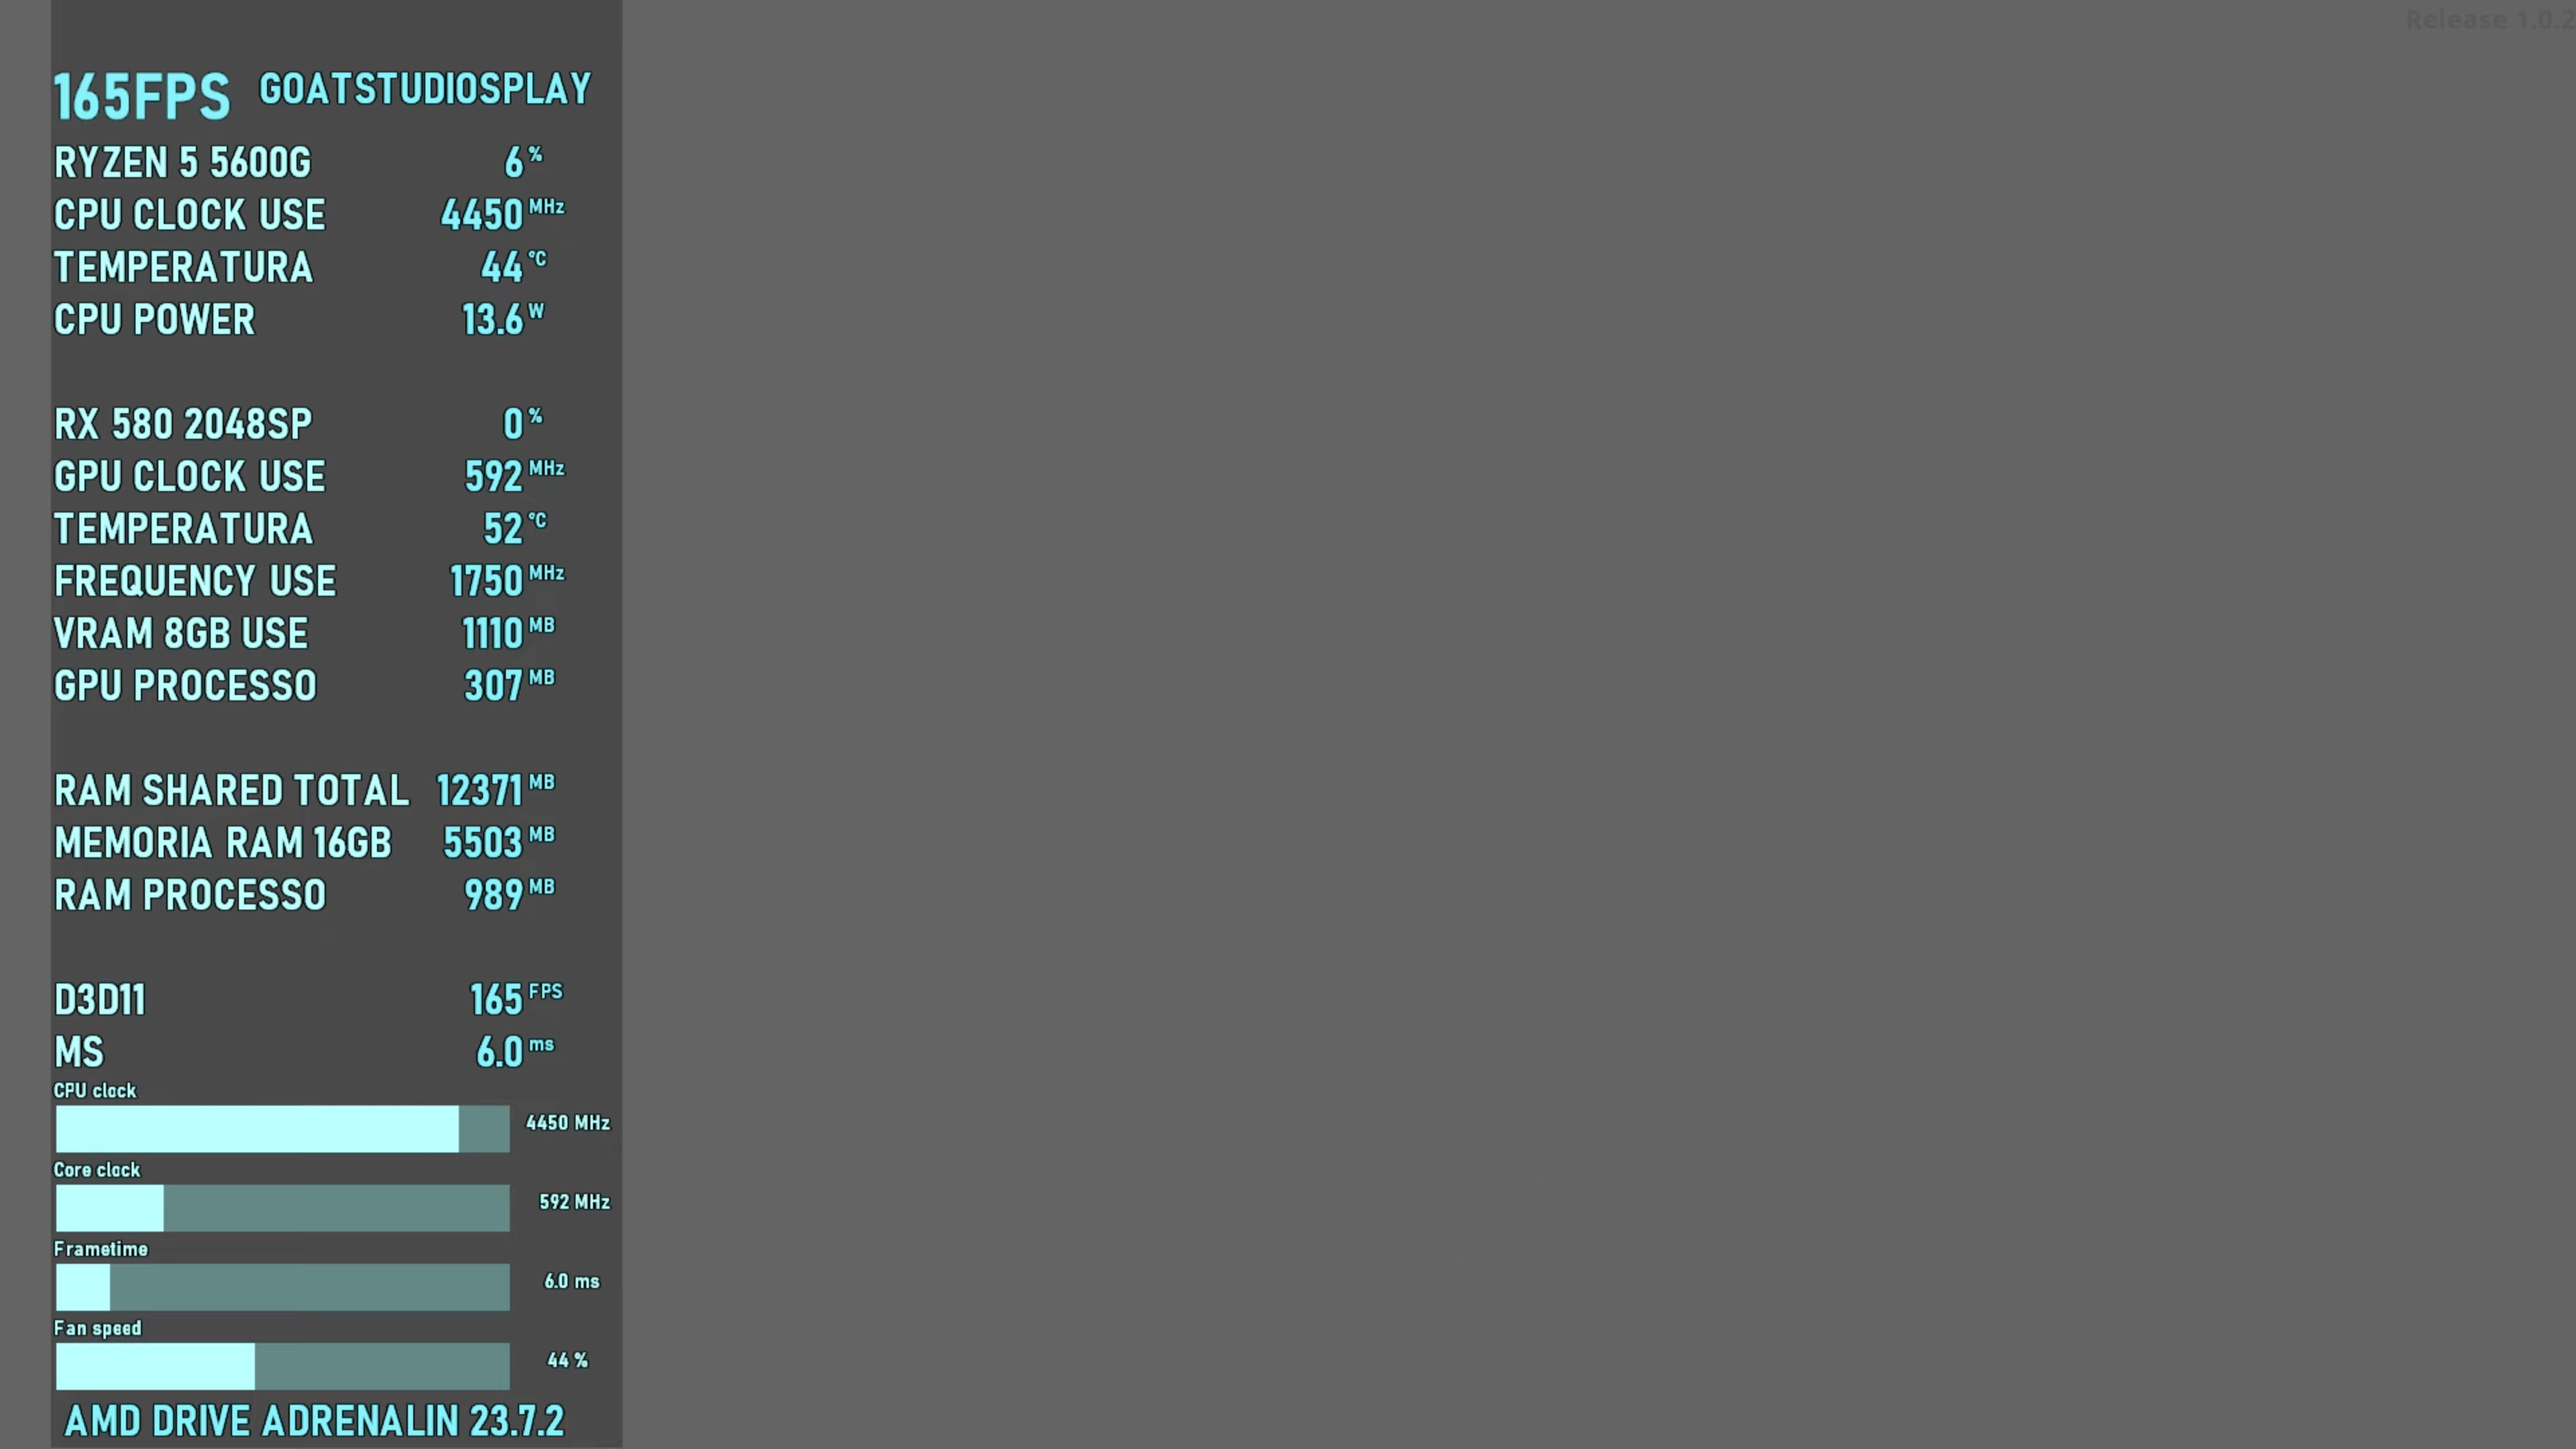 Release 1.0.2
165FPS GOATSTUDIOSPLAY
RYZEN 5 5600G 6 %
CPU CLOCK USE 4450 MHz
TEMPERATURA 44 °C
CPU POWER 13.6 W
RX 580 2048SP 0 %
GPU CLOCK USE 592 MHz
TEMPERATURA 52 °C
FREQUENCY USE 1750 MHz
VRAM 8GB USE 1110 MB
GPU PROCESSO 307 MB
RAM SHARED TOTAL 12371 MB
MEMORIA RAM 16GB 5503 MB
RAM PROCESSO 989 MB
D3D11 165 FPS
MS 6.0 ms
CPU clock
4450 MHz
Core clock
592 MHz
Frametime
6.0 ms
Fan speed
44 %
AMD DRIVE ADRENALIN 23.7.2